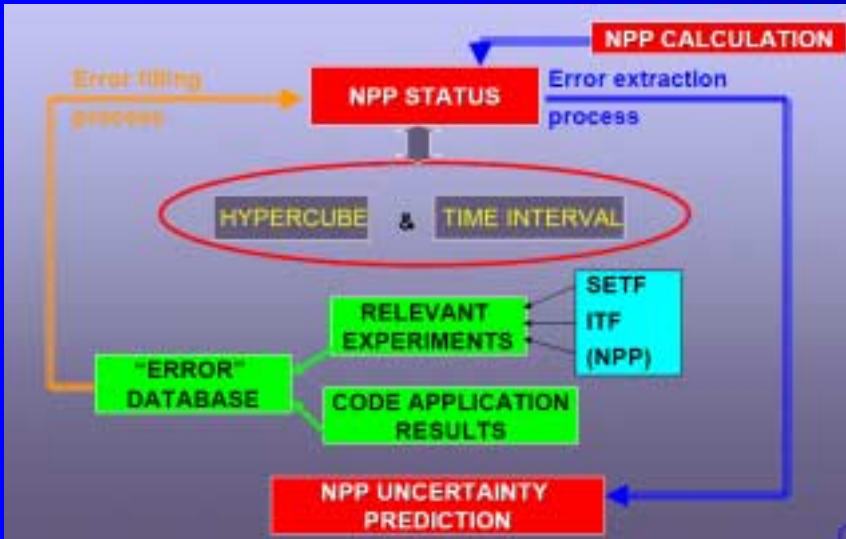 NPP CALCULATION
Error filling
process
NPP STATUS
Error extraction
process
HYPERCUBE
&
TIME INTERVAL
RELEVANT
EXPERIMENTS
SETF
ITF
(NPP)
“ERROR”
DATABASE
CODE APPLICATION
RESULTS
NPP UNCERTAINTY
PREDICTION